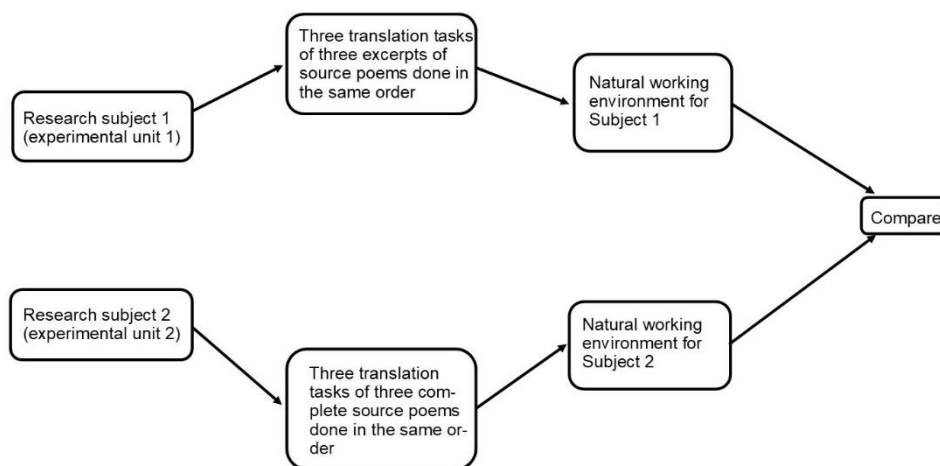 Research subject 1
(experimental unit 1)
Three translation tasks
of three excerpts of
source poems done in
the same order
Natural working
environment for
Subject 1
Compare
Research subject 2
(experimental unit 2)
Three translation
tasks of three com-
plete source poems
done in the same or-
der
Natural working
environment for
Subject 2